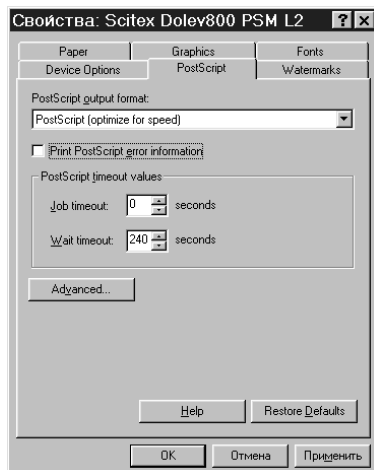 Свойства: Scitex Dolev800 PSM L2
Paper Graphics Fonts
Device Options PostScript Watermarks
PostScript output format:
PostScript (optimize for speed)
Print PostScript error information
PostScript timeout values
Job timeout: 0 seconds
Wait timeout: 240 seconds
Advanced...
Help Restore Defaults
OK Отмена Применить